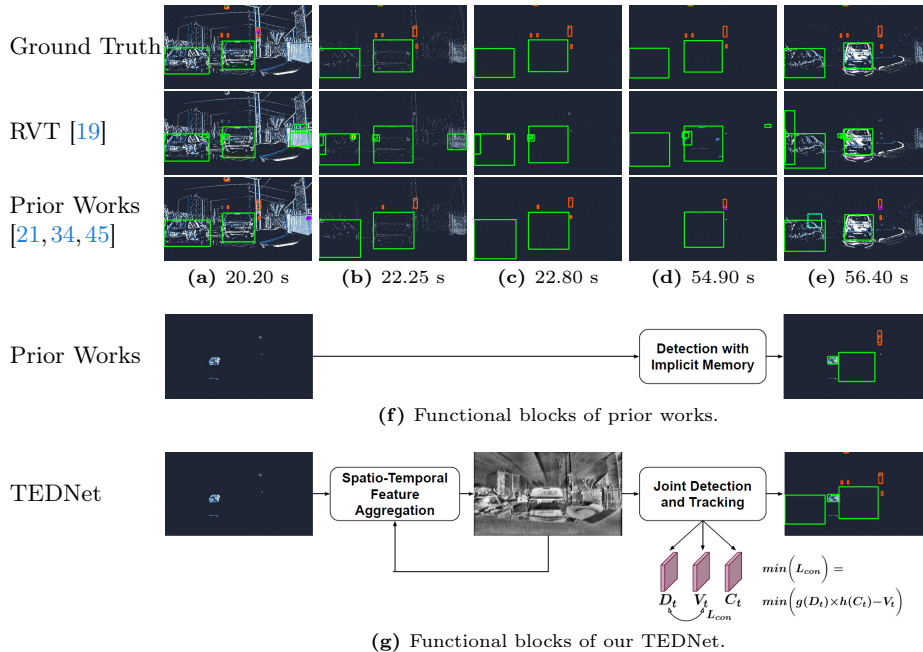 Ground Truth
RVT [19]
Prior Works
[21, 34, 45]
(a) 20.20 s
(b) 22.25 s
(c) 22.80 s
(d) 54.90 s
(e) 56.40 s
Prior Works
Detection with
Implicit Memory
(f) Functional blocks of prior works.
TEDNet
Spatio-Temporal
Feature
Aggregation
Joint Detection
and Tracking
D_t
V_t
C_t
L_con
min(L_con) =
min(g(D_t)×h(C_t)−V_t)
(g) Functional blocks of our TEDNet.